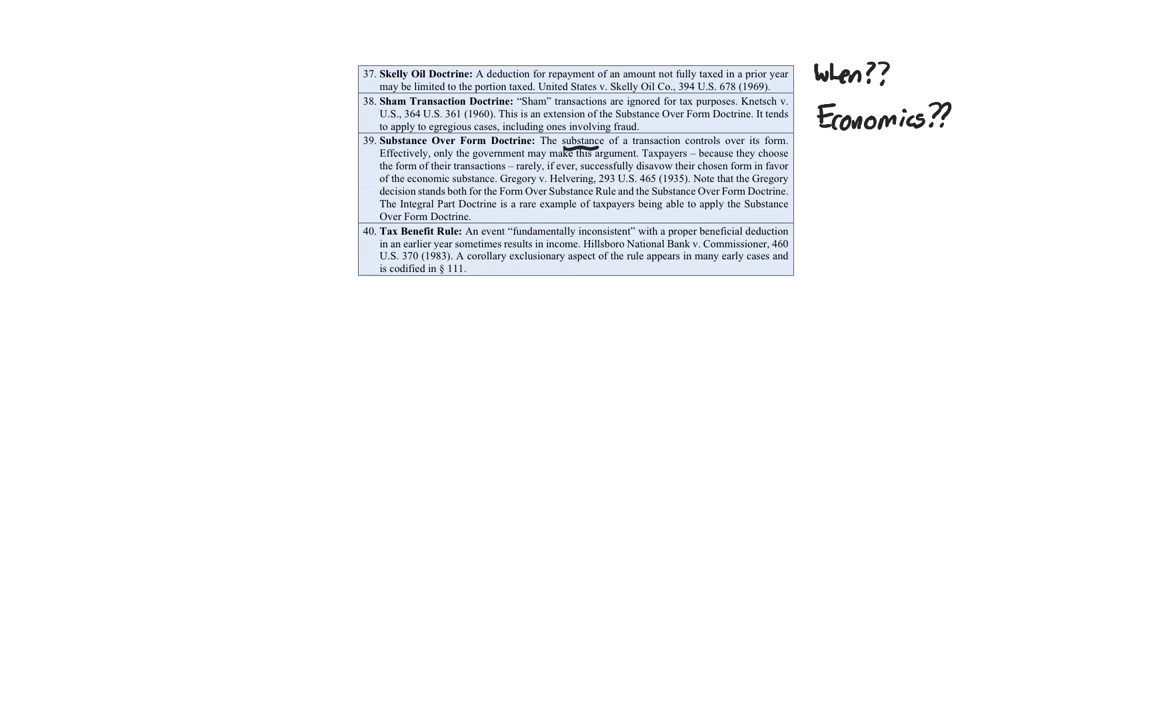 37. Skelly Oil Doctrine: A deduction for repayment of an amount not fully taxed in a prior year
may be limited to the portion taxed. United States v. Skelly Oil Co., 394 U.S. 678 (1969).
38. Sham Transaction Doctrine: “Sham” transactions are ignored for tax purposes. Knetsch v.
U.S., 364 U.S. 361 (1960). This is an extension of the Substance Over Form Doctrine. It tends
to apply to egregious cases, including ones involving fraud.
39. Substance Over Form Doctrine: The substance of a transaction controls over its form.
Effectively, only the government may make this argument. Taxpayers – because they choose
the form of their transactions – rarely, if ever, successfully disavow their chosen form in favor
of the economic substance. Gregory v. Helvering, 293 U.S. 465 (1935). Note that the Gregory
decision stands both for the Form Over Substance Rule and the Substance Over Form Doctrine.
The Integral Part Doctrine is a rare example of taxpayers being able to apply the Substance
Over Form Doctrine.
40. Tax Benefit Rule: An event “fundamentally inconsistent” with a proper beneficial deduction
in an earlier year sometimes results in income. Hillsboro National Bank v. Commissioner, 460
U.S. 370 (1983). A corollary exclusionary aspect of the rule appears in many early cases and
is codified in § 111.
When??
Economics??